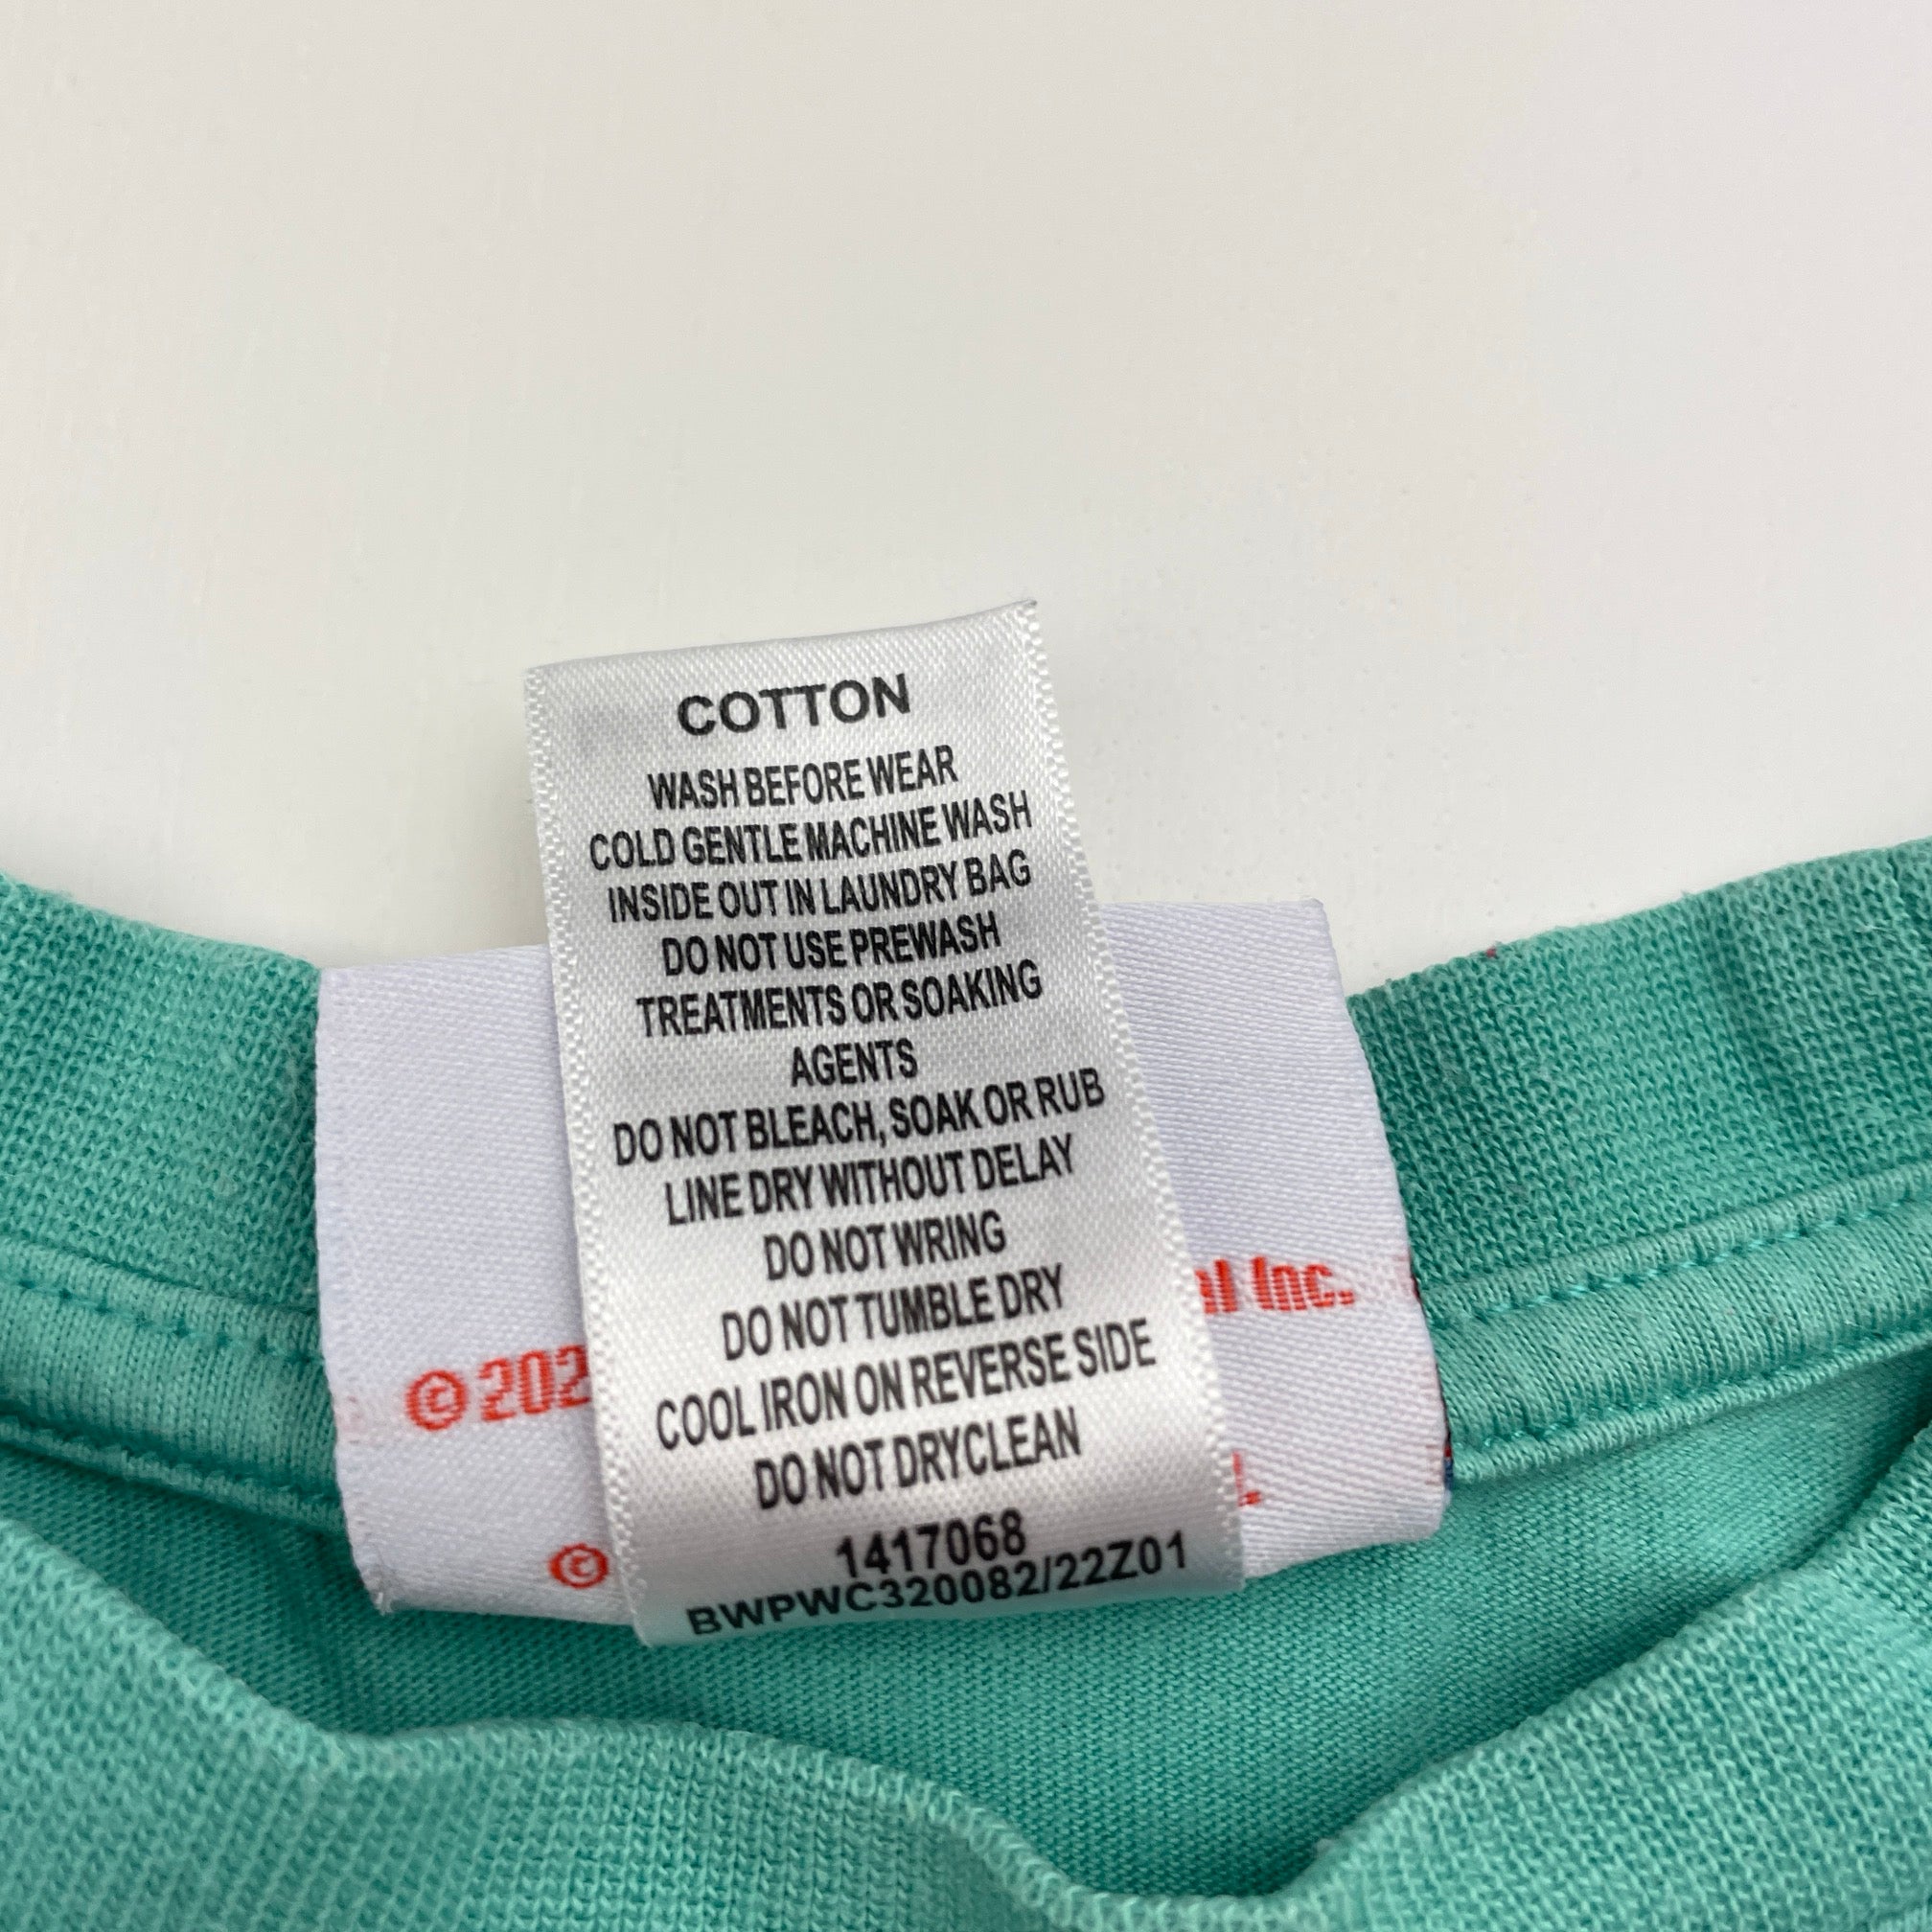 COTTON
WASH BEFORE WEAR
COLD GENTLE MACHINE WASH
INSIDE OUT IN LAUNDRY BAG
DO NOT USE PREWASH
TREATMENTS OR SOAKING
AGENTS
DO NOT BLEACH, SOAK OR RUB
LINE DRY WITHOUT DELAY
DO NOT WRING
DO NOT TUMBLE DRY
COOL IRON ON REVERSE SIDE
DO NOT DRYCLEAN
1417068
BWPWC320082/22Z01
© 202
Inc.
©